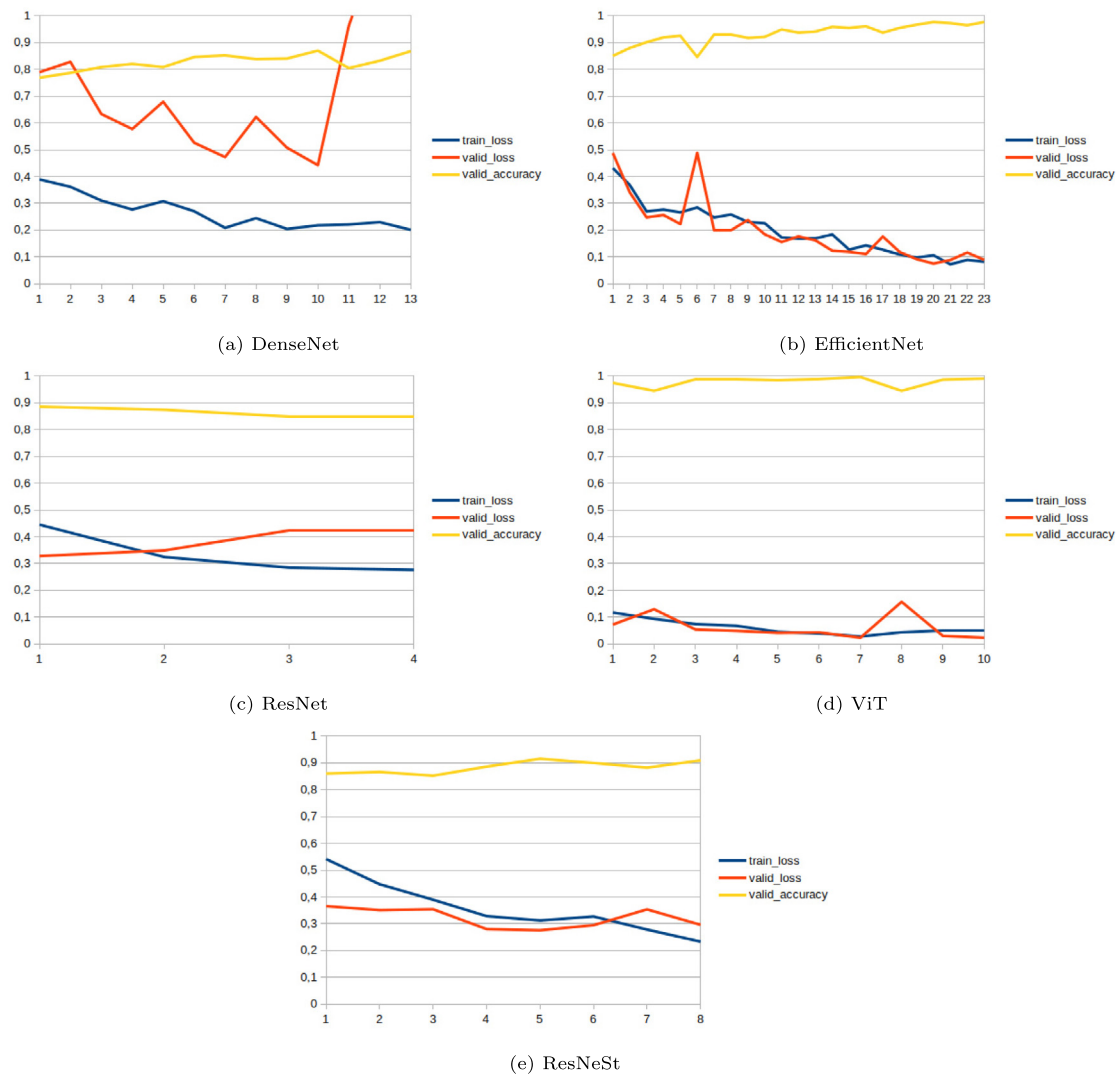 1
0,9
0,8
0,7
0,6
0,5
0,4
0,3
0,2
0,1
0
1 2 3 4 5 6 7 8 9 10 11 12 13
train_loss
valid_loss
valid_accuracy
(a) DenseNet
1
0,9
0,8
0,7
0,6
0,5
0,4
0,3
0,2
0,1
0
1 2 3 4 5 6 7 8 9 10 11 12 13 14 15 16 17 18 19 20 21 22 23
train_loss
valid_loss
valid_accuracy
(b) EfficientNet
1
0,9
0,8
0,7
0,6
0,5
0,4
0,3
0,2
0,1
0
1 2 3 4
train_loss
valid_loss
valid_accuracy
(c) ResNet
1
0,9
0,8
0,7
0,6
0,5
0,4
0,3
0,2
0,1
0
1 2 3 4 5 6 7 8 9 10
train_loss
valid_loss
valid_accuracy
(d) ViT
1
0,9
0,8
0,7
0,6
0,5
0,4
0,3
0,2
0,1
0
1 2 3 4 5 6 7 8
train_loss
valid_loss
valid_accuracy
(e) ResNeSt